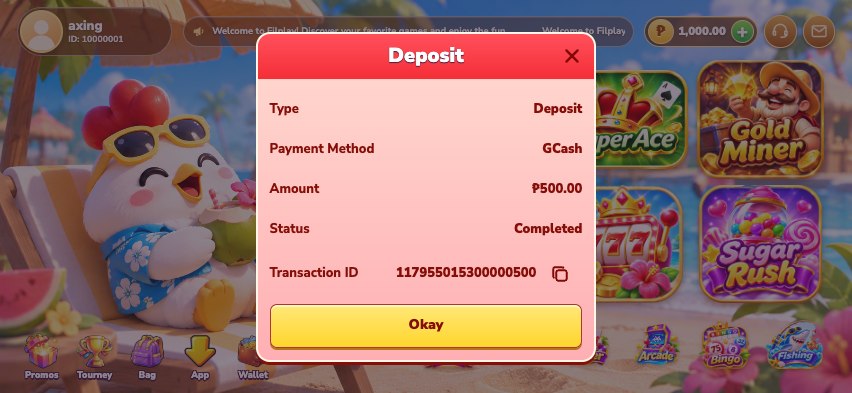 axing
ID: 10000001
Welcome to Filplay! Discover your favorite games and enjoy the fun
Welcome to Filplay
₱ 1,000.00
Deposit
Type Deposit
Payment Method GCash
Amount ₱500.00
Status Completed
Transaction ID 117955015300000500
Okay
Gold Miner
777
Sugar Rush
Promos
Tourney
Bag
App
Wallet
Arcade
Bingo
Fishing